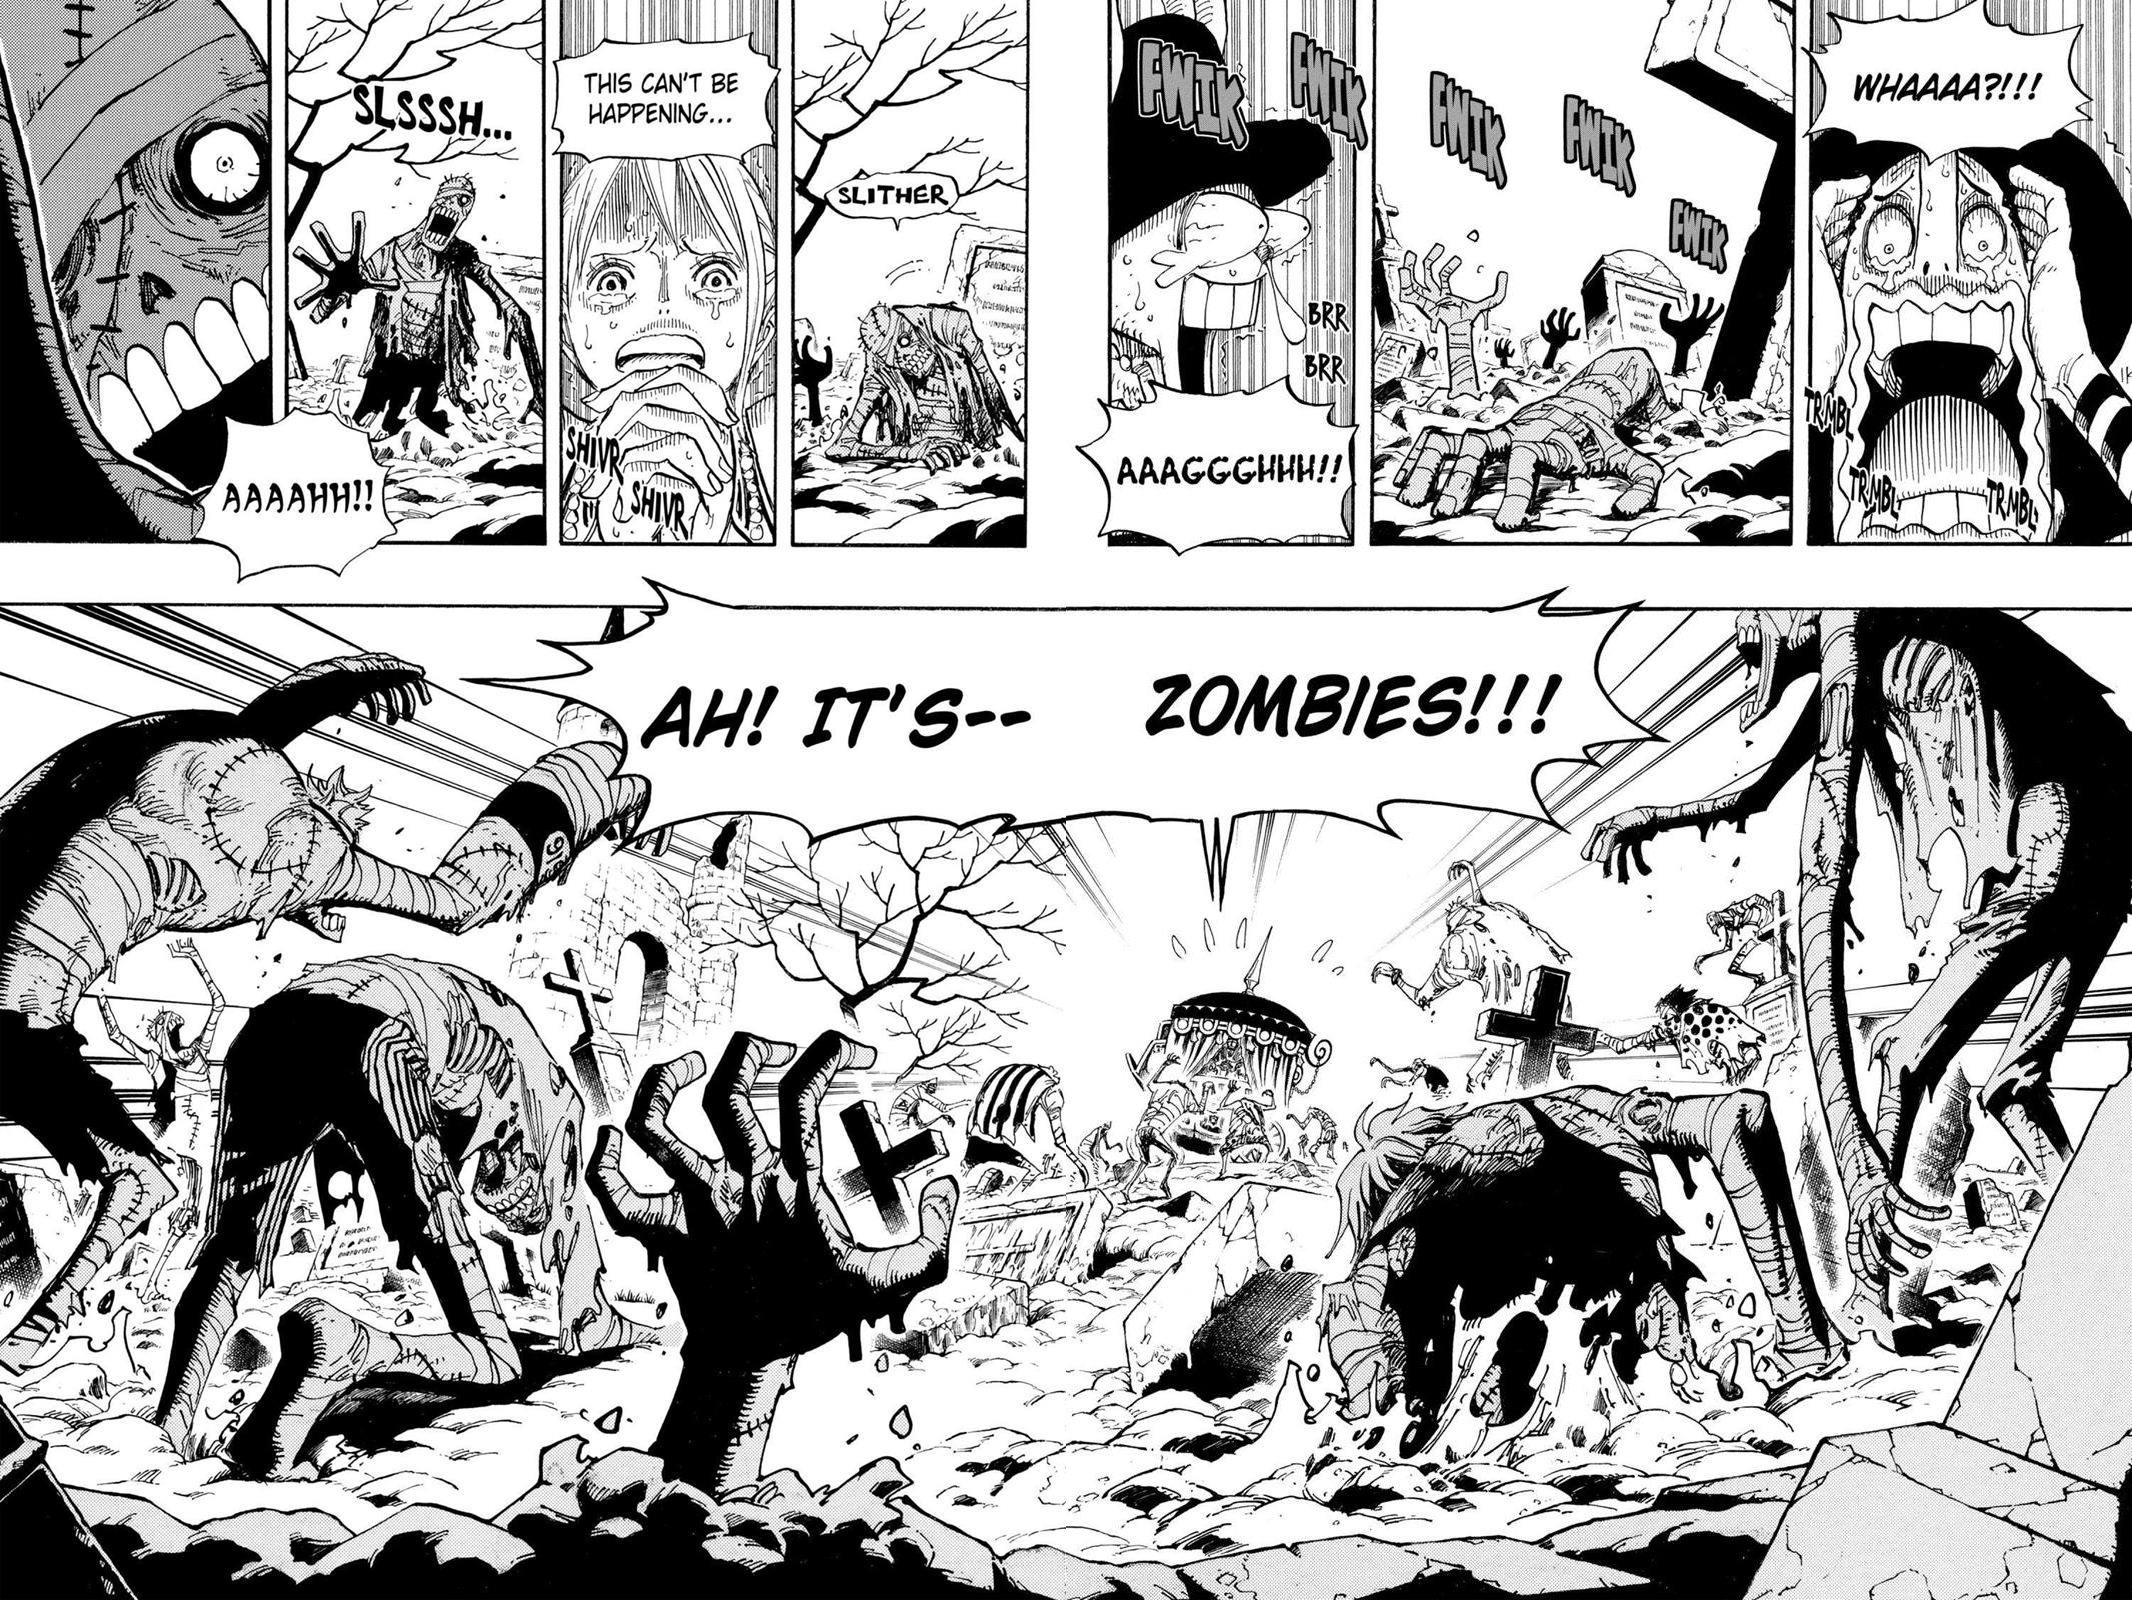 WHAAAA?!!!
TRMBL
TRMBL
TRMBL
FWIK
FWIK
FWIK
FWIK
FWIK
BRR
BRR
AAAGGGHHH!!
SLITHER
THIS CAN'T BE
HAPPENING...
SHIVR
SHIVR
SLSSSH...
AAAAHH!!
AH! IT'S-- ZOMBIES!!!